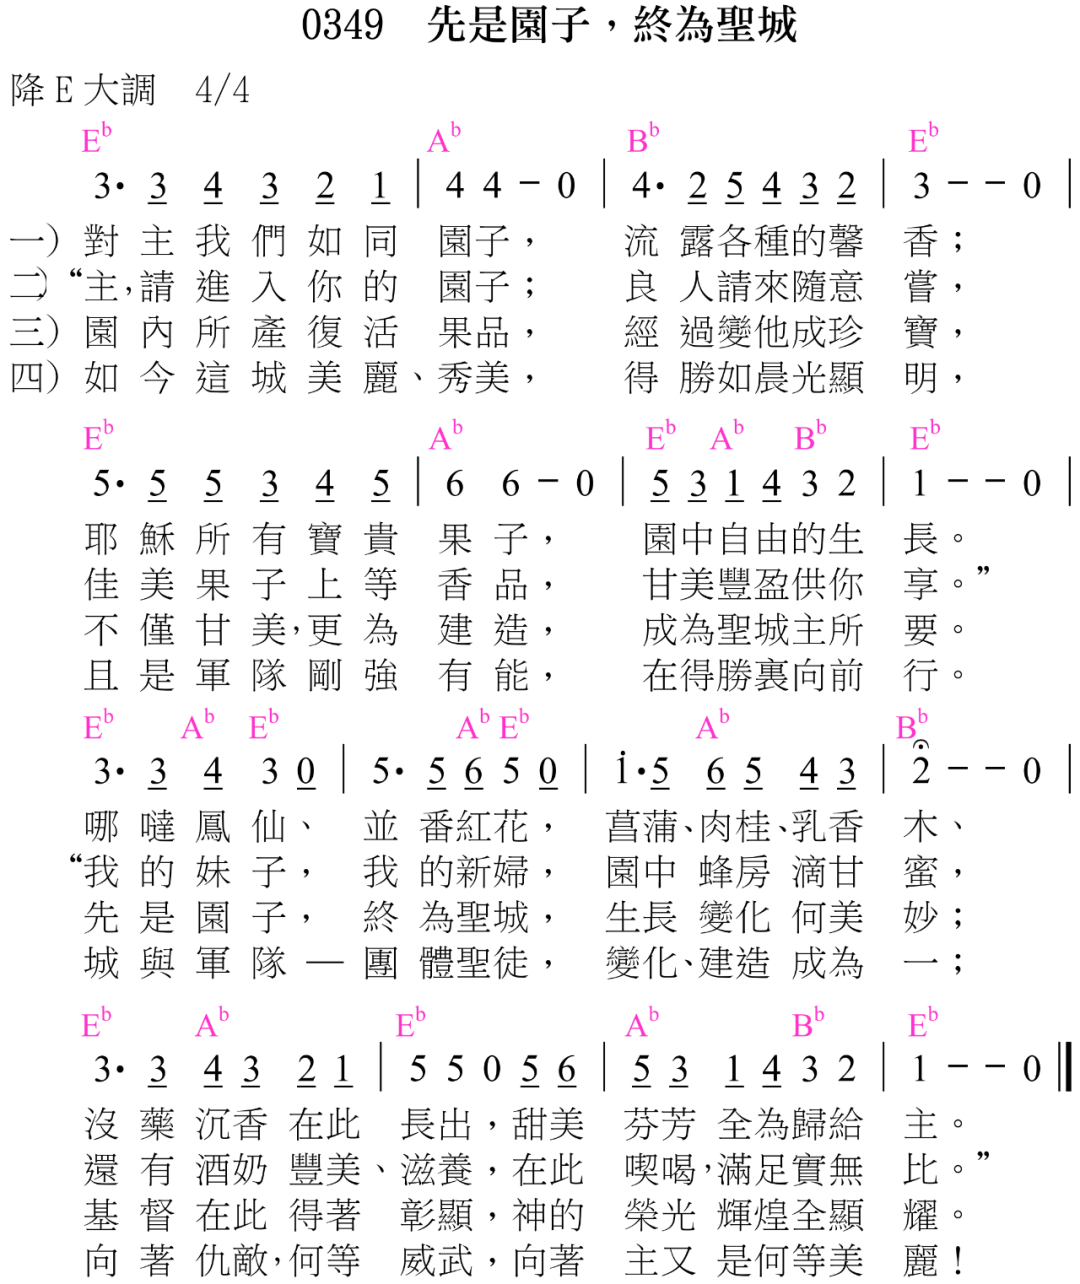 0349 先是園子，終為聖城
降 E 大調 4/4
E♭ A♭ B♭ E♭
3· 3 4 3 2 1 | 4 4 － 0 | 4· 2 5 4 3 2 | 3 － － 0 |
一）對主我們如同 園子， 流露各種的馨 香；
二）“主，請進入你的 園子； 良人請來隨意 嘗，
三）園內所產復活 果品， 經過變他成珍 寶，
四）如今這城美麗、秀美， 得勝如晨光顯 明，
E♭ A♭ E♭ A♭ B♭ E♭
5· 5 5 3 4 5 | 6 6 － 0 | 5 3 1 4 3 2 | 1 － － 0 |
耶穌所有寶貴 果子， 園中自由的生 長。
佳美果子上等 香品， 甘美豐盈供你 享。”
不僅甘美，更為 建造， 成為聖城主所 要。
且是軍隊剛強 有能， 在得勝裏向前 行。
E♭ A♭ E♭ A♭ E♭ A♭ B♭
3· 3 4 3 0 | 5· 5 6 5 0 | i·5 6 5 4 3 | 2 － － 0 |
哪噠鳳仙、 並番紅花， 菖蒲、肉桂、乳香 木、
“我的妹子， 我的新婦， 園中蜂房滴甘 蜜，
先是園子， 終為聖城， 生長變化何美 妙；
城與軍隊— 團體聖徒， 變化、建造成為 一；
E♭ A♭ E♭ A♭ B♭ E♭
3· 3 4 3 2 1 | 5 5 0 5 6 | 5 3 1 4 3 2 | 1 － － 0 ‖
沒藥沉香在此 長出，甜美 芬芳全為歸給 主。
還有酒奶豐美、滋養，在此 喫喝，滿足實無 比。”
基督在此得著 彰顯，神的 榮光輝煌全顯 耀。
向著仇敵，何等 威武，向著 主又是何等美 麗！